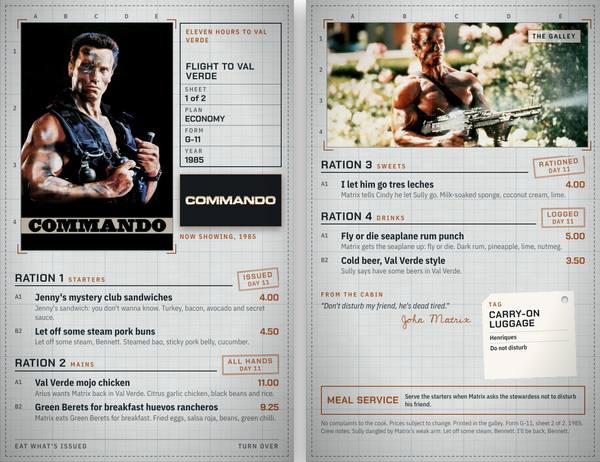 A B C D E
1
2
3
4
COMMANDO
ELEVEN HOURS TO VAL
VERDE
FLIGHT TO VAL
VERDE
SHEET
1 of 2
PLAN
ECONOMY
FORM
G-11
YEAR
1985
COMMANDO
NOW SHOWING, 1985
RATION 1 STARTERS
ISSUED
DAY 11
A1 Jenny's mystery club sandwiches 4.00
Jenny's sandwich: you don't wanna know. Turkey, bacon, avocado and secret
sauce.
B2 Let off some steam pork buns 4.50
Let off some steam, Bennett. Steamed bao, sticky pork belly, cucumber.
RATION 2 MAINS
ALL HANDS
DAY 11
A1 Val Verde mojo chicken 11.00
Arius wants Matrix back in Val Verde. Citrus garlic chicken, black beans and rice.
B2 Green Berets for breakfast huevos rancheros 9.25
Matrix eats Green Berets for breakfast. Fried eggs, salsa roja, beans, green chilli.
EAT WHAT'S ISSUED TURN OVER
A B C D E
1
2
3
4
THE GALLEY
RATION 3 SWEETS
RATIONED
DAY 11
A1 I let him go tres leches 4.00
Matrix tells Cindy he let Sully go. Milk-soaked sponge, coconut cream, lime.
RATION 4 DRINKS
LOGGED
DAY 11
A1 Fly or die seaplane rum punch 5.00
Matrix gets the seaplane up: fly or die. Dark rum, pineapple, lime, nutmeg.
B2 Cold beer, Val Verde style 3.50
Sully says have some beers in Val Verde.
FROM THE CABIN
"Don't disturb my friend, he's dead tired."
John Matrix
TAG
CARRY-ON
LUGGAGE
Henriques
Do not disturb
MEAL SERVICE
Serve the starters when Matrix asks the stewardess not to disturb
his friend.
No complaints to the cook. Prices subject to change. Printed in the galley. Form G-11, sheet 2 of 2, 1985.
Crew notes: Sully dangled by Matrix's weak arm. Let off some steam, Bennett. I'll be back, Bennett.